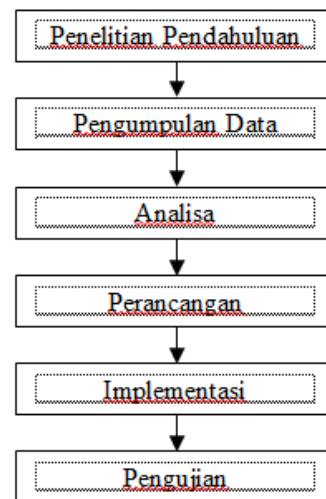 Penelitian Pendahuluan
Pengumpulan Data
Analisa
Perancangan
Implementasi
Pengujian